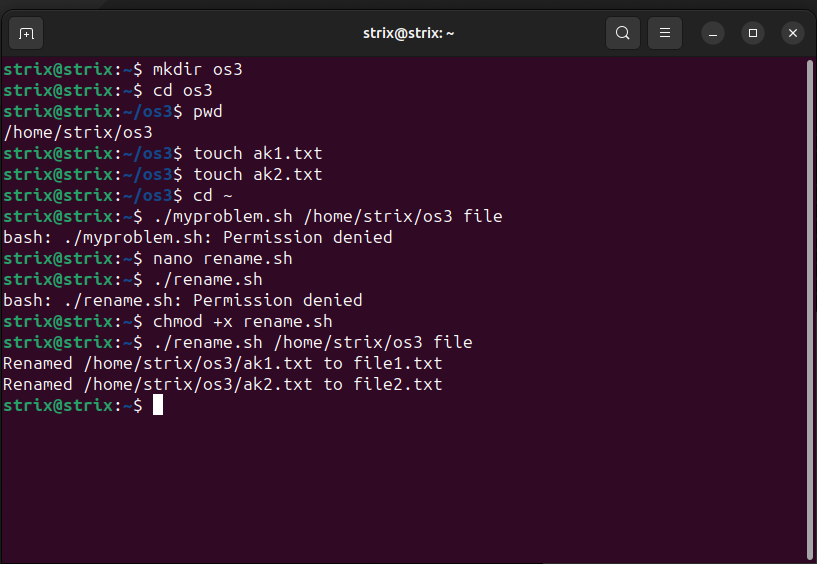 strix@strix: ~
strix@strix:~$ mkdir os3
strix@strix:~$ cd os3
strix@strix:~/os3$ pwd
/home/strix/os3
strix@strix:~/os3$ touch ak1.txt
strix@strix:~/os3$ touch ak2.txt
strix@strix:~/os3$ cd ~
strix@strix:~$ ./myproblem.sh /home/strix/os3 file
bash: ./myproblem.sh: Permission denied
strix@strix:~$ nano rename.sh
strix@strix:~$ ./rename.sh
bash: ./rename.sh: Permission denied
strix@strix:~$ chmod +x rename.sh
strix@strix:~$ ./rename.sh /home/strix/os3 file
Renamed /home/strix/os3/ak1.txt to file1.txt
Renamed /home/strix/os3/ak2.txt to file2.txt
strix@strix:~$